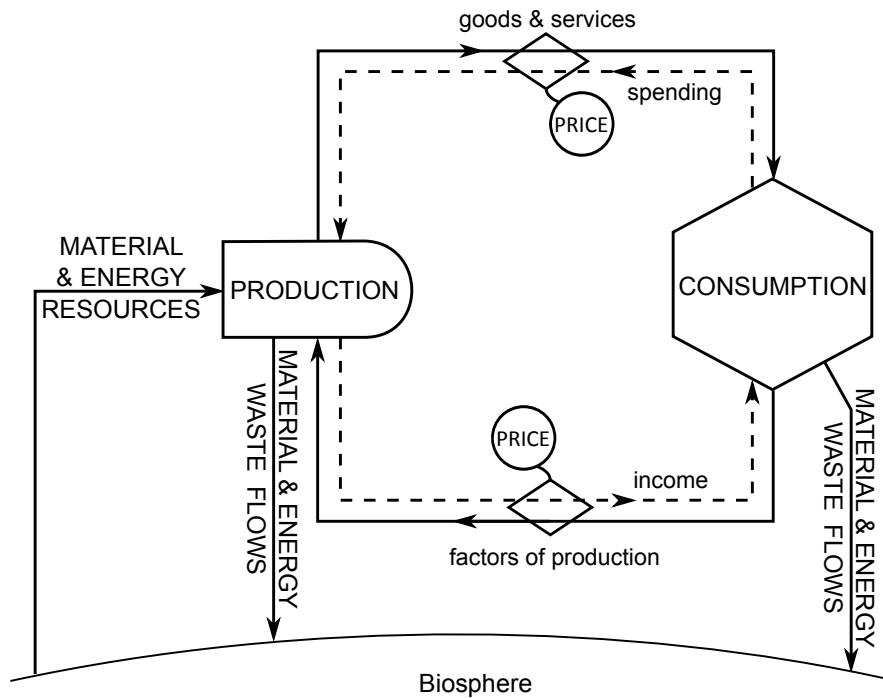 goods & services
spending
PRICE
MATERIAL
& ENERGY
RESOURCES
PRODUCTION
CONSUMPTION
MATERIAL & ENERGY
WASTE FLOWS
PRICE
income
factors of production
MATERIAL & ENERGY
WASTE FLOWS
Biosphere